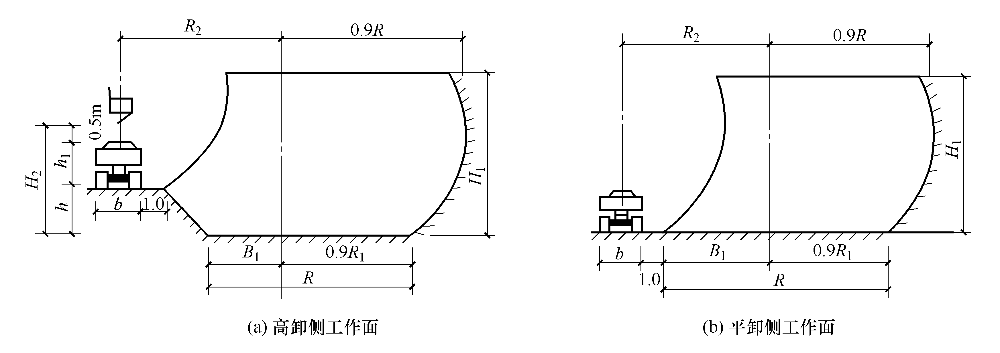 R₂
0.9R
0.5m
h₁
H₂
h
b
1.0
H₁
B₁
0.9R₁
R
(a) 高卸侧工作面
R₂
0.9R
H₁
b
1.0
B₁
0.9R₁
R
(b) 平卸侧工作面